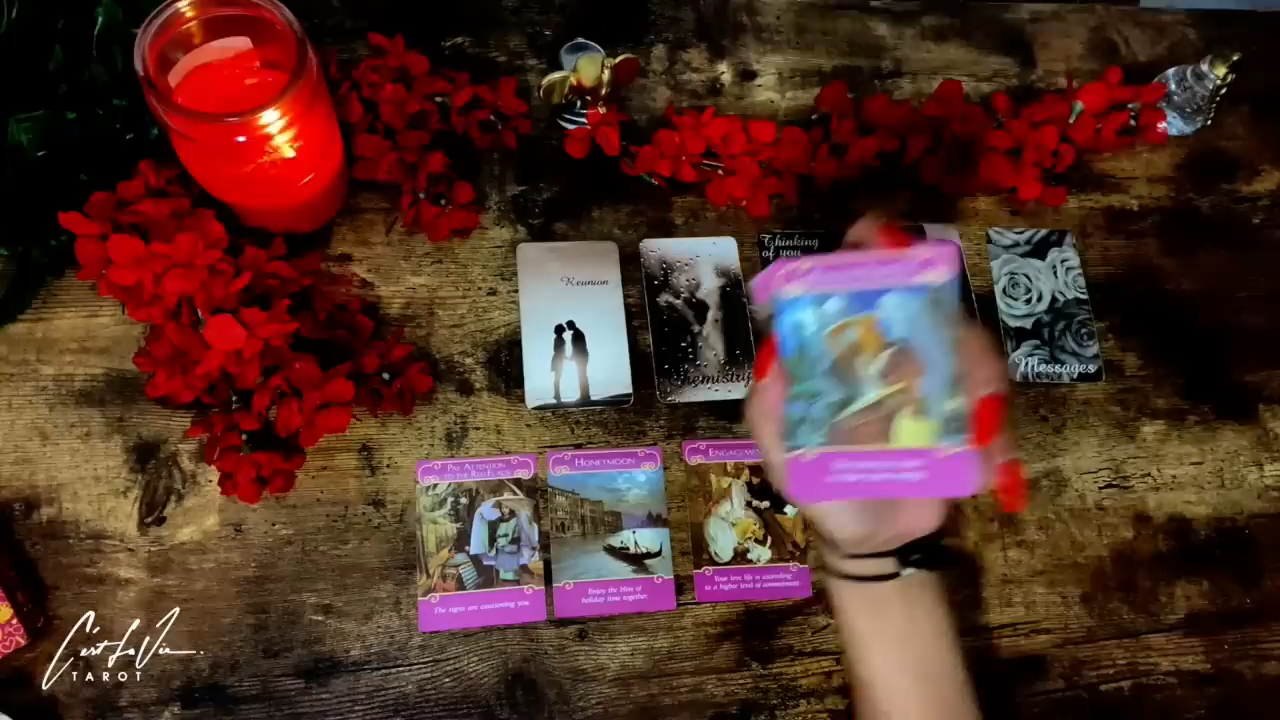 Thinking
of you
Reunion
Chemistry
Messages
PAY ATTENTION
TO THE RED FLAGS
The signs are cautioning you.
HONEYMOON
Enjoy the bliss of
holiday time together.
Your love life is ascending
to a higher level of commitment.
C'est La Vie
TAROT